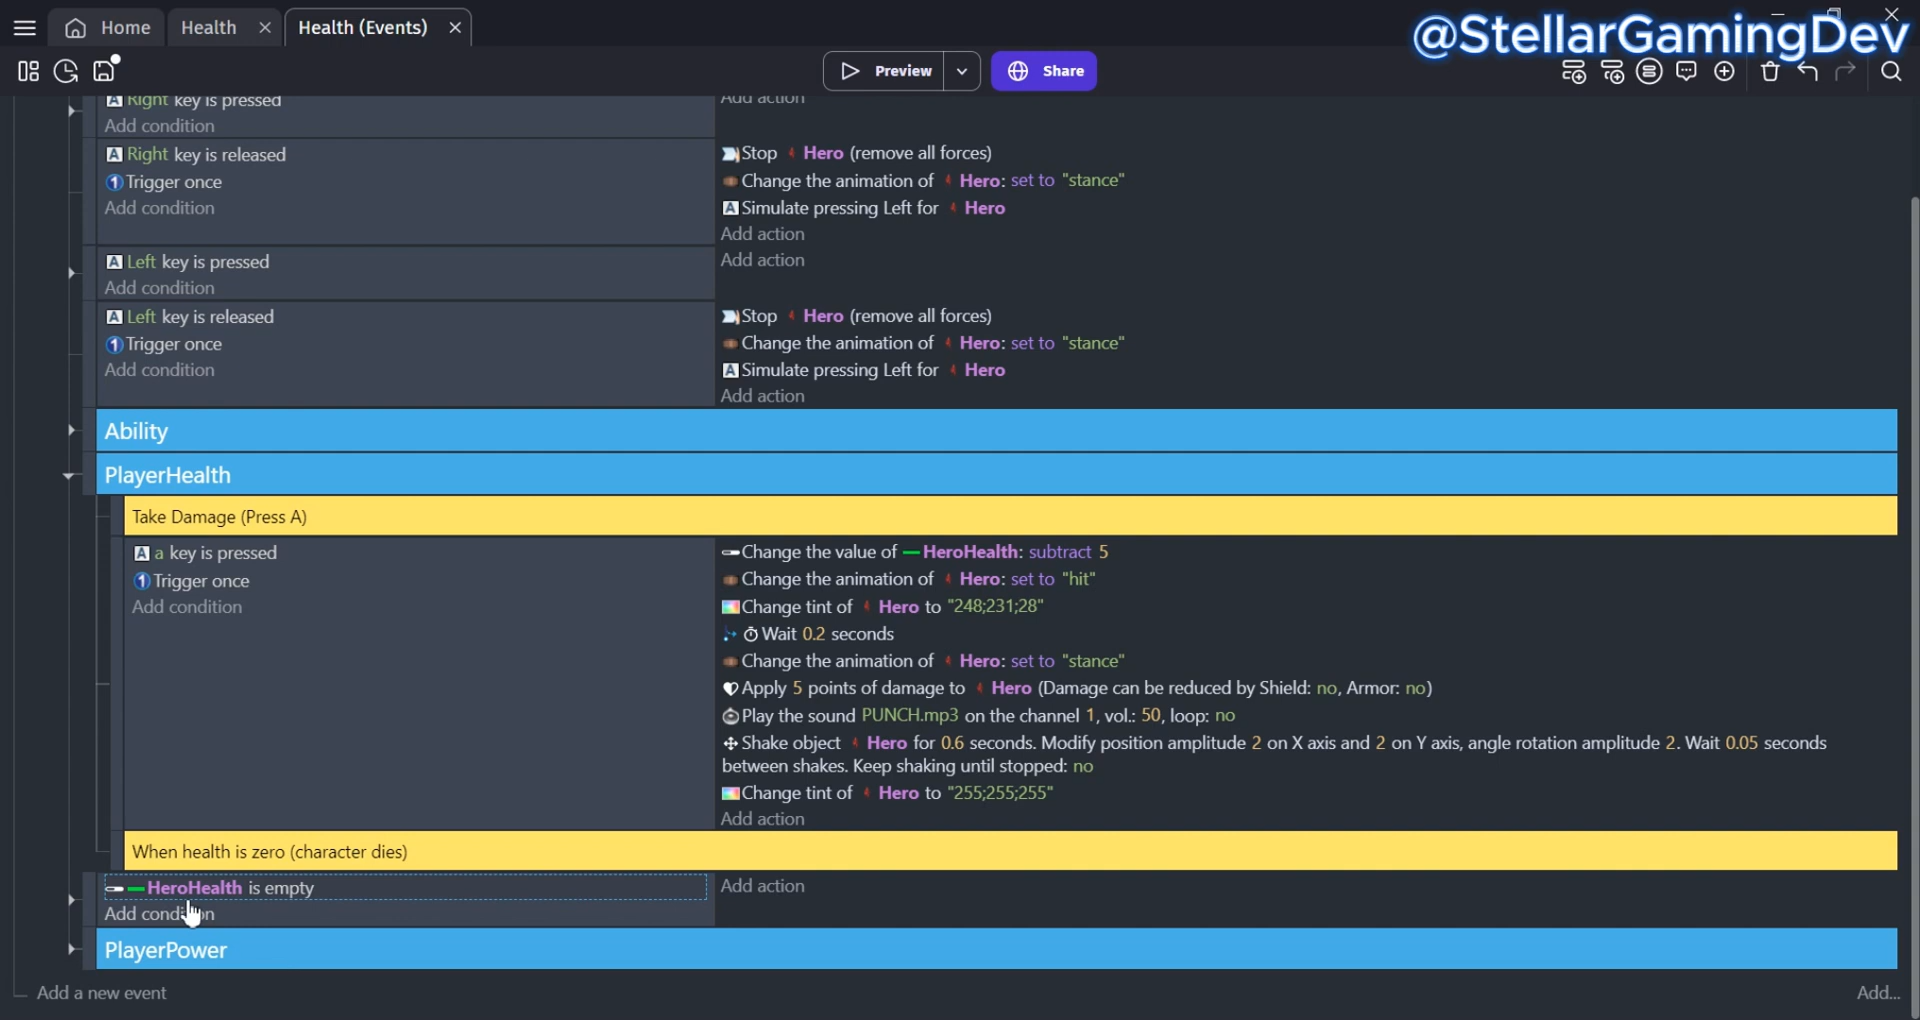 Home
Health
Health (Events)
@StellarGamingDev
Preview
Share
Right key is pressed
Add condition
Add action
Right key is released
Trigger once
Add condition
Stop Hero (remove all forces)
Change the animation of Hero: set to "stance"
Simulate pressing Left for Hero
Add action
Left key is pressed
Add condition
Add action
Left key is released
Trigger once
Add condition
Stop Hero (remove all forces)
Change the animation of Hero: set to "stance"
Simulate pressing Left for Hero
Add action
Ability
PlayerHealth
Take Damage (Press A)
a key is pressed
Trigger once
Add condition
Change the value of HeroHealth: subtract 5
Change the animation of Hero: set to "hit"
Change tint of Hero to "248;231;28"
Wait 0.2 seconds
Change the animation of Hero: set to "stance"
Apply 5 points of damage to Hero (Damage can be reduced by Shield: no, Armor: no)
Play the sound PUNCH.mp3 on the channel 1, vol.: 50, loop: no
Shake object Hero for 0.6 seconds. Modify position amplitude 2 on X axis and 2 on Y axis, angle rotation amplitude 2. Wait 0.05 seconds
between shakes. Keep shaking until stopped: no
Change tint of Hero to "255;255;255"
Add action
When health is zero (character dies)
HeroHealth is empty
Add condition
Add action
PlayerPower
Add a new event
Add...